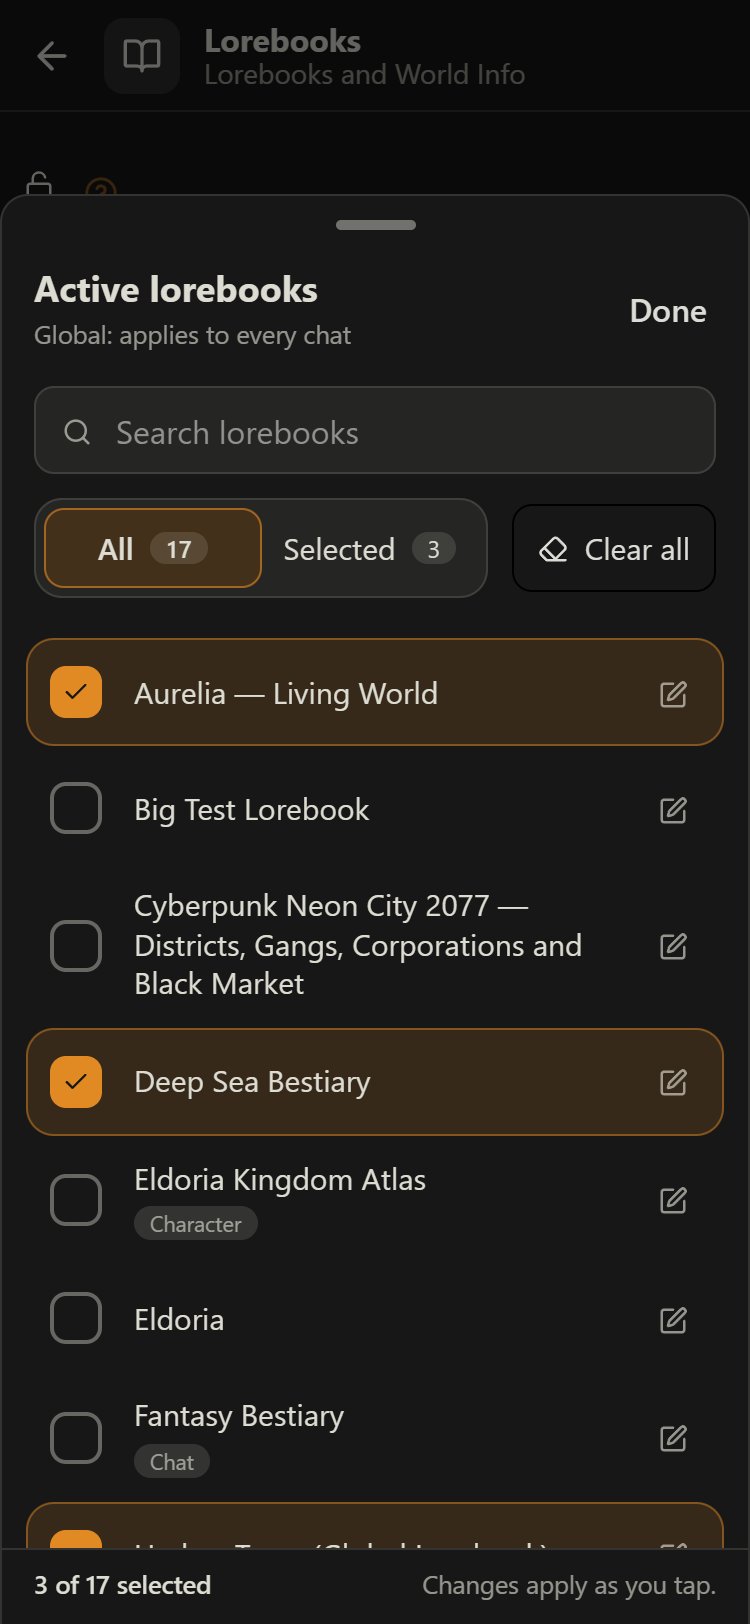 Lorebooks
Lorebooks and World Info
Active lorebooks
Global: applies to every chat
Done
Search lorebooks
All 17
Selected 3
Clear all
Aurelia — Living World
Big Test Lorebook
Cyberpunk Neon City 2077 —
Districts, Gangs, Corporations and
Black Market
Deep Sea Bestiary
Eldoria Kingdom Atlas
Character
Eldoria
Fantasy Bestiary
Chat
3 of 17 selected
Changes apply as you tap.